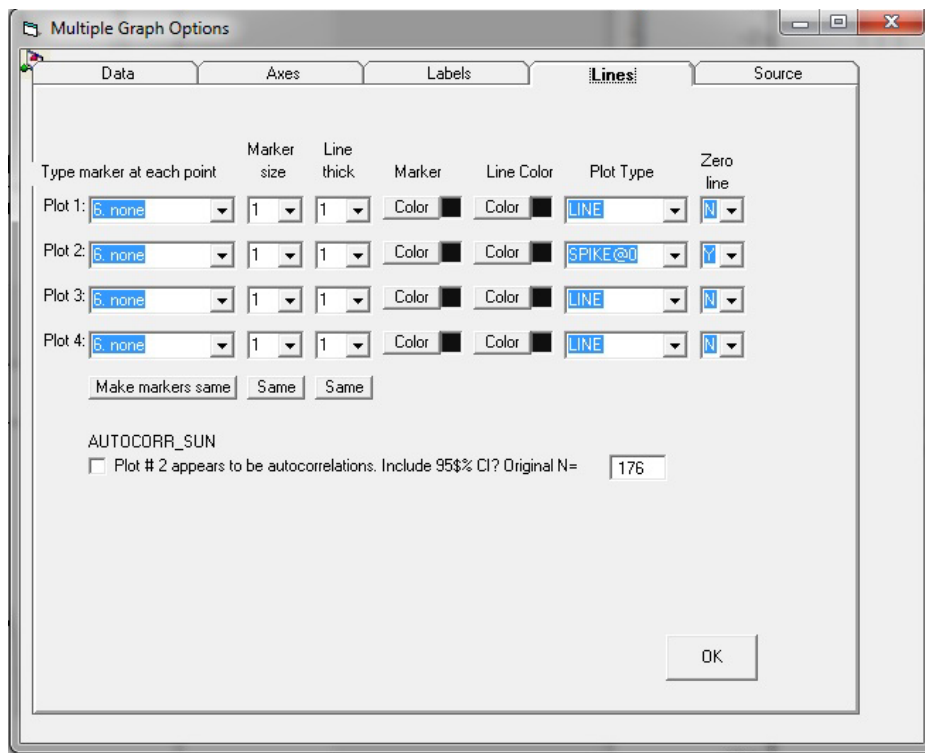 Multiple Graph Options
Data Axes Labels Lines Source
Type marker at each point Marker size Line thick Marker Line Color Plot Type Zero line
Plot 1: 6. none 1 1 Color Color LINE N
Plot 2: 6. none 1 1 Color Color SPIKE@0 Y
Plot 3: 6. none 1 1 Color Color LINE N
Plot 4: 6. none 1 1 Color Color LINE N
Make markers same Same Same
AUTOCORR_SUN
Plot # 2 appears to be autocorrelations. Include 95$% CI? Original N= 176
OK